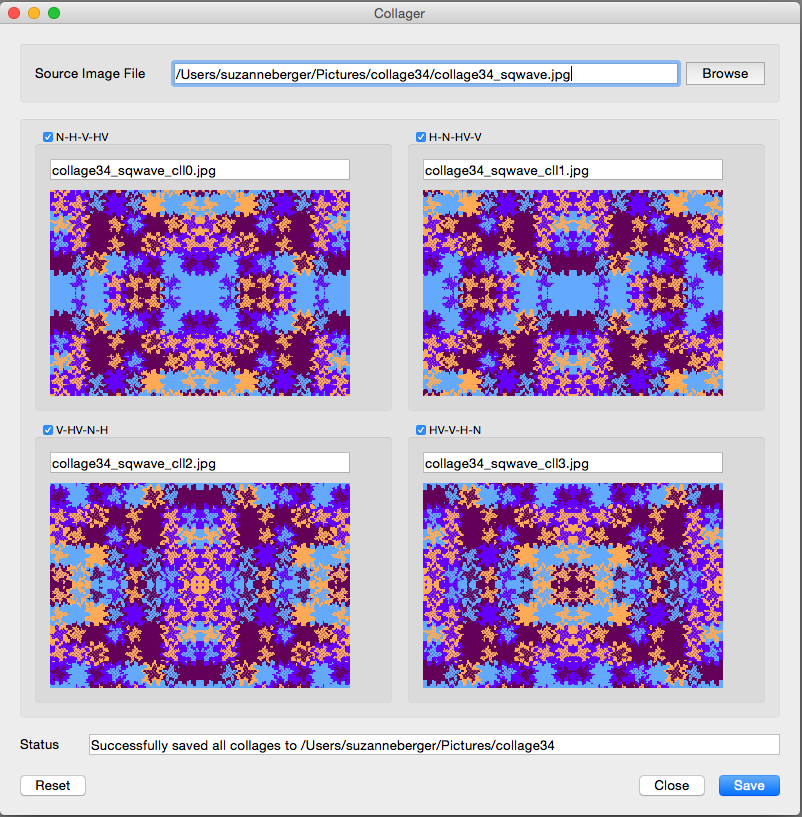 Collager
Source Image File /Users/suzanneberger/Pictures/collage34/collage34_sqwave.jpg Browse
N-H-V-HV
collage34_sqwave_cll0.jpg
H-N-HV-V
collage34_sqwave_cll1.jpg
V-HV-N-H
collage34_sqwave_cll2.jpg
HV-V-H-N
collage34_sqwave_cll3.jpg
Status Successfully saved all collages to /Users/suzanneberger/Pictures/collage34
Reset Close Save